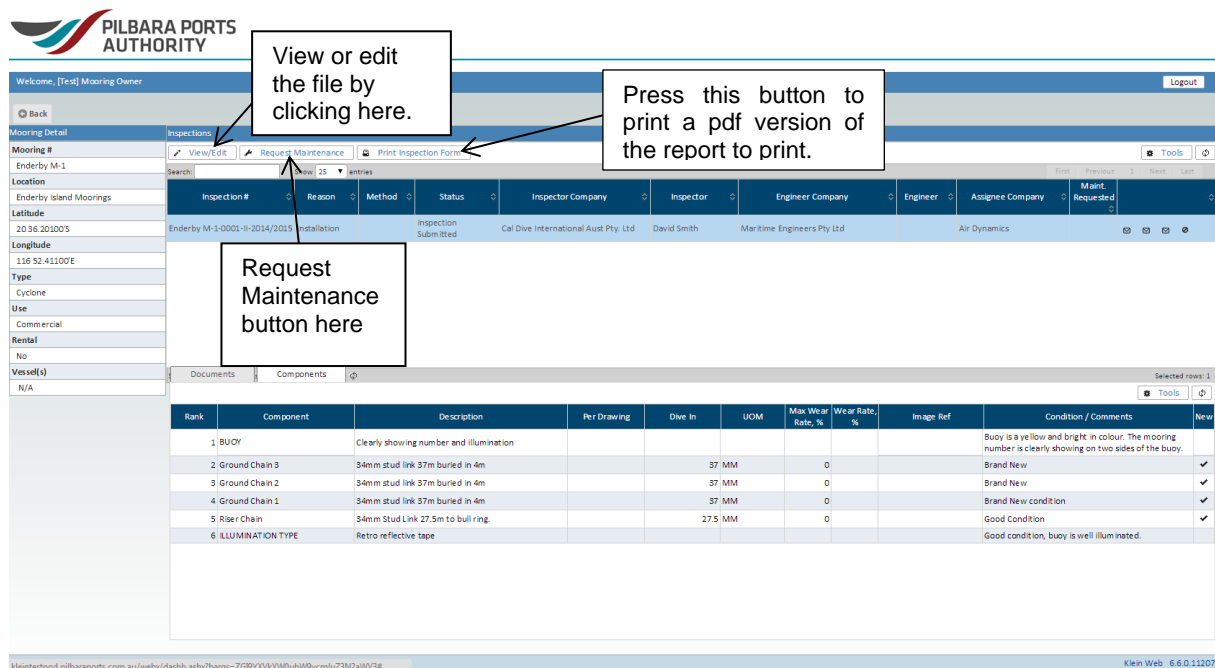 PILBARA PORTS
AUTHORITY
View or edit
the file by
clicking here.
Press this button to
print a pdf version of
the report to print.
Welcome, [Test] Mooring Owner
Logout
Back
Mooring Detail
Inspections
Mooring #
Enderby M-1
Location
Enderby Island Moorings
Latitude
20 36.20100'S
Longitude
116 52.41100'E
Type
Cyclone
Use
Commercial
Rental
No
Vessel(s)
N/A
View/Edit Request Maintenance Print Inspection Form Tools
Search: Show 25 entries First Previous 1 Next Last
Inspection # Reason Method Status Inspector Company Inspector Engineer Company Engineer Assignee Company Maint. Requested
Enderby M-1-0001-II-2014/2015 Installation Inspection Submitted Cal Dive International Aust Pty. Ltd David Smith Maritime Engineers Pty Ltd Air Dynamics
Request
Maintenance
button here
Documents Components Selected rows: 1
Tools
Rank Component Description Per Drawing Dive In UOM Max Wear Rate, % Wear Rate, % Image Ref Condition / Comments New
1 BUOY Clearly showing number and illumination Buoy is a yellow and bright in colour. The mooring
number is clearly showing on two sides of the buoy.
2 Ground Chain 3 34mm stud link 37m buried in 4m 37 MM 0 Brand New ✔
3 Ground Chain 2 34mm stud link 37m buried in 4m 37 MM 0 Brand New ✔
4 Ground Chain 1 34mm stud link 37m buried in 4m 37 MM 0 Brand New condition ✔
5 Riser Chain 34mm Stud Link 27.5m to bull ring. 27.5 MM 0 Good Condition ✔
6 ILLUMINATION TYPE Retro reflective tape Good condition, buoy is well illuminated.
Klein Web 6.6.0.11207